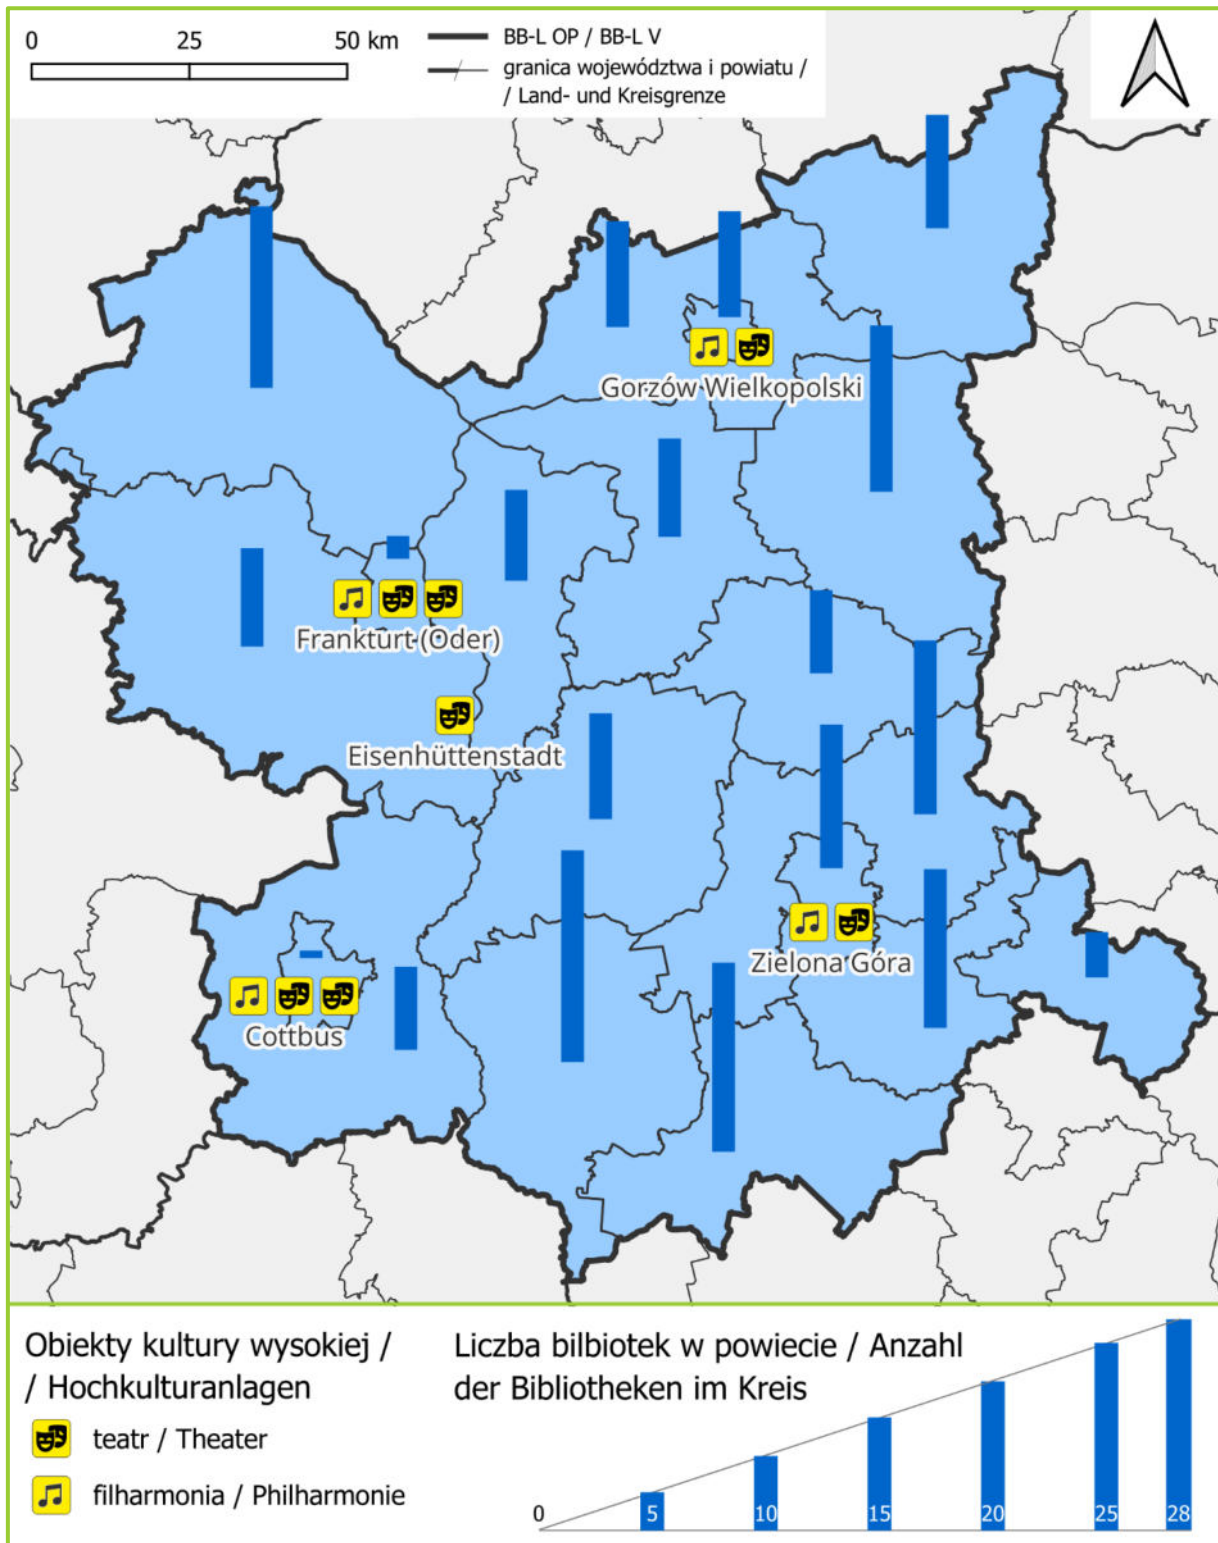 0 25 50 km
BB-L OP / BB-L V
granica województwa i powiatu /
/ Land- und Kreisgrenze
Gorzów Wielkopolski
Frankfurt (Oder)
Eisenhüttenstadt
Zielona Góra
Cottbus
Obiekty kultury wysokiej /
/ Hochkulturanlagen
teatr / Theater
filharmonia / Philharmonie
Liczba bilbiotek w powiecie / Anzahl
der Bibliotheken im Kreis
0 5 10 15 20 25 28